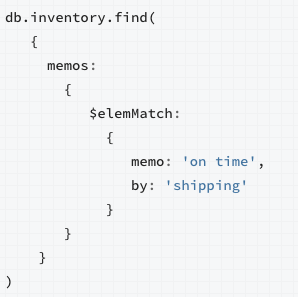 db.inventory.find(
{
memos:
{
$elemMatch:
{
memo: 'on time',
by: 'shipping'
}
}
}
)